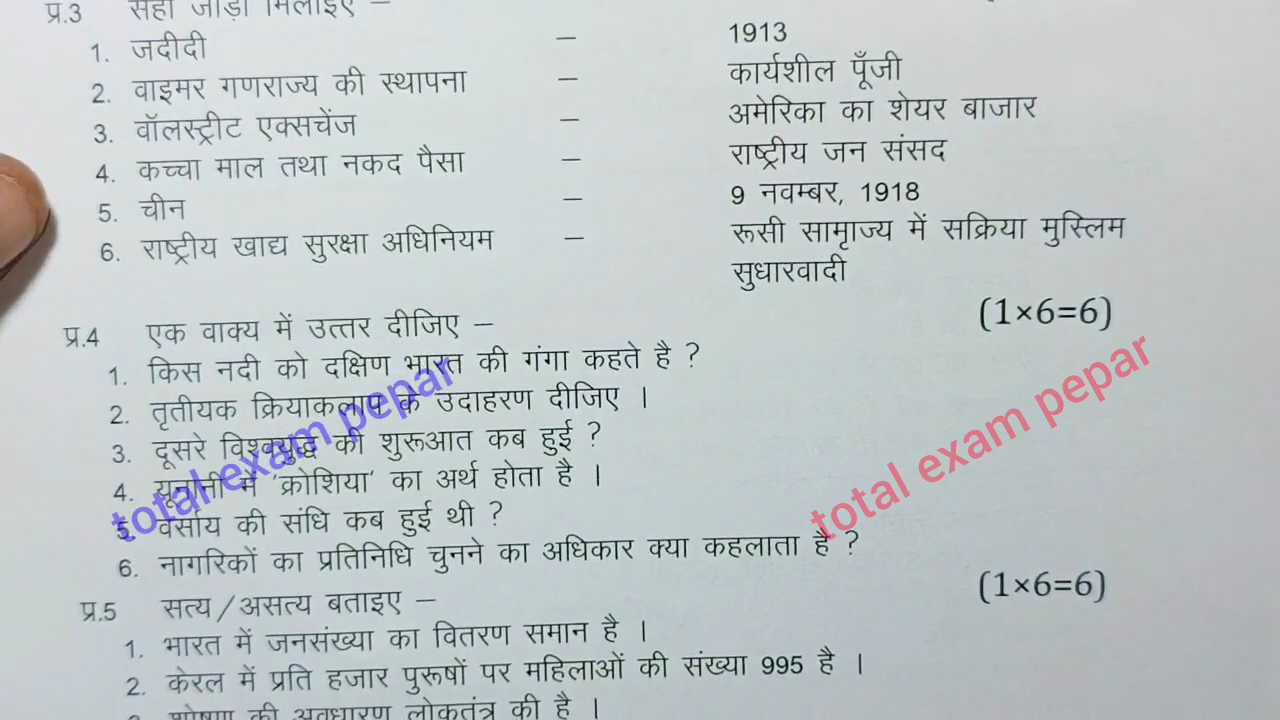 प्र.3 सही जोड़ी मिलाइए –
1. जदीदी – 1913
2. वाइमर गणराज्य की स्थापना – कार्यशील पूँजी
3. वॉलस्ट्रीट एक्सचेंज – अमेरिका का शेयर बाजार
4. कच्चा माल तथा नकद पैसा – राष्ट्रीय जन संसद
5. चीन – 9 नवम्बर, 1918
6. राष्ट्रीय खाद्य सुरक्षा अधिनियम – रूसी सामृाज्य में सक्रिया मुस्लिम
सुधारवादी
(1×6=6)
प्र.4 एक वाक्य में उत्तर दीजिए –
1. किस नदी को दक्षिण भारत की गंगा कहते है ?
2. तृतीयक क्रियाकलाप के उदाहरण दीजिए ।
3. दूसरे विश्वयुद्ध की शुरूआत कब हुई ?
4. यूनानी में 'क्रोशिया' का अर्थ होता है ।
5. वर्साय की संधि कब हुई थी ?
6. नागरिकों का प्रतिनिधि चुनने का अधिकार क्या कहलाता है ?
total exam pepar
total exam pepar
(1×6=6)
प्र.5 सत्य/असत्य बताइए –
1. भारत में जनसंख्या का वितरण समान है ।
2. केरल में प्रति हजार पुरूषों पर महिलाओं की संख्या 995 है ।
शोषण की अवधारण लोकतंत्र की है ।